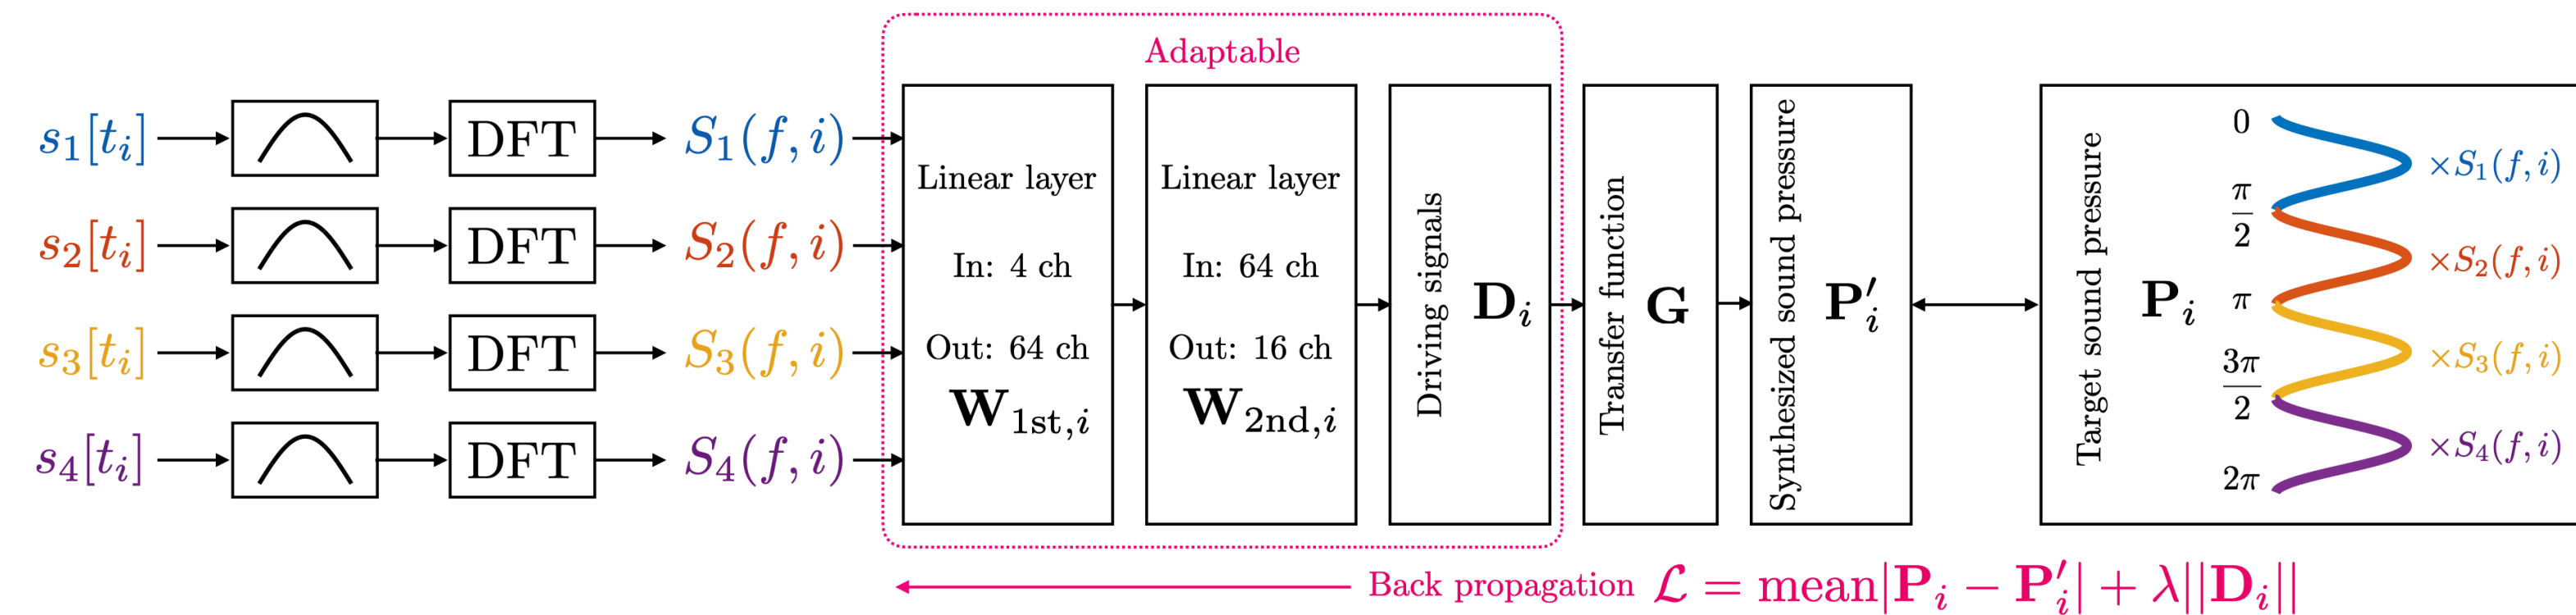 Adaptable
s₁[tᵢ] DFT S₁(f, i)
s₂[tᵢ] DFT S₂(f, i)
s₃[tᵢ] DFT S₃(f, i)
s₄[tᵢ] DFT S₄(f, i)
Linear layer
In: 4 ch
Out: 64 ch
W₁ₛₜ,ᵢ
Linear layer
In: 64 ch
Out: 16 ch
W₂ₙd,ᵢ
Driving signals
Dᵢ
Transfer function
G
Synthesized sound pressure
P′ᵢ
Target sound pressure
Pᵢ
0
π/2
π
3π/2
2π
×S₁(f, i)
×S₂(f, i)
×S₃(f, i)
×S₄(f, i)
Back propagation ℒ = mean|Pᵢ − P′ᵢ| + λ||Dᵢ||